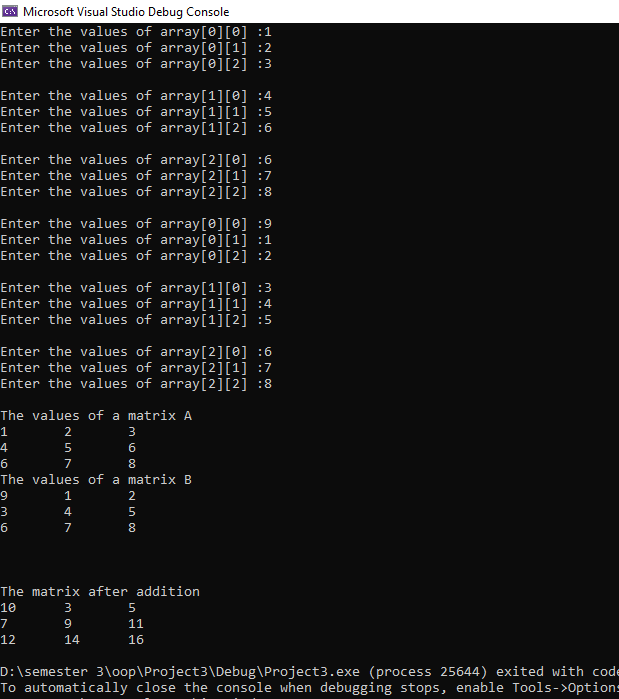 Microsoft Visual Studio Debug Console
Enter the values of array[0][0] :1
Enter the values of array[0][1] :2
Enter the values of array[0][2] :3
Enter the values of array[1][0] :4
Enter the values of array[1][1] :5
Enter the values of array[1][2] :6
Enter the values of array[2][0] :6
Enter the values of array[2][1] :7
Enter the values of array[2][2] :8
Enter the values of array[0][0] :9
Enter the values of array[0][1] :1
Enter the values of array[0][2] :2
Enter the values of array[1][0] :3
Enter the values of array[1][1] :4
Enter the values of array[1][2] :5
Enter the values of array[2][0] :6
Enter the values of array[2][1] :7
Enter the values of array[2][2] :8
The values of a matrix A
1 2 3
4 5 6
6 7 8
The values of a matrix B
9 1 2
3 4 5
6 7 8
The matrix after addition
10 3 5
7 9 11
12 14 16
D:\semester 3\oop\Project3\Debug\Project3.exe (process 25644) exited with code
To automatically close the console when debugging stops, enable Tools->Options